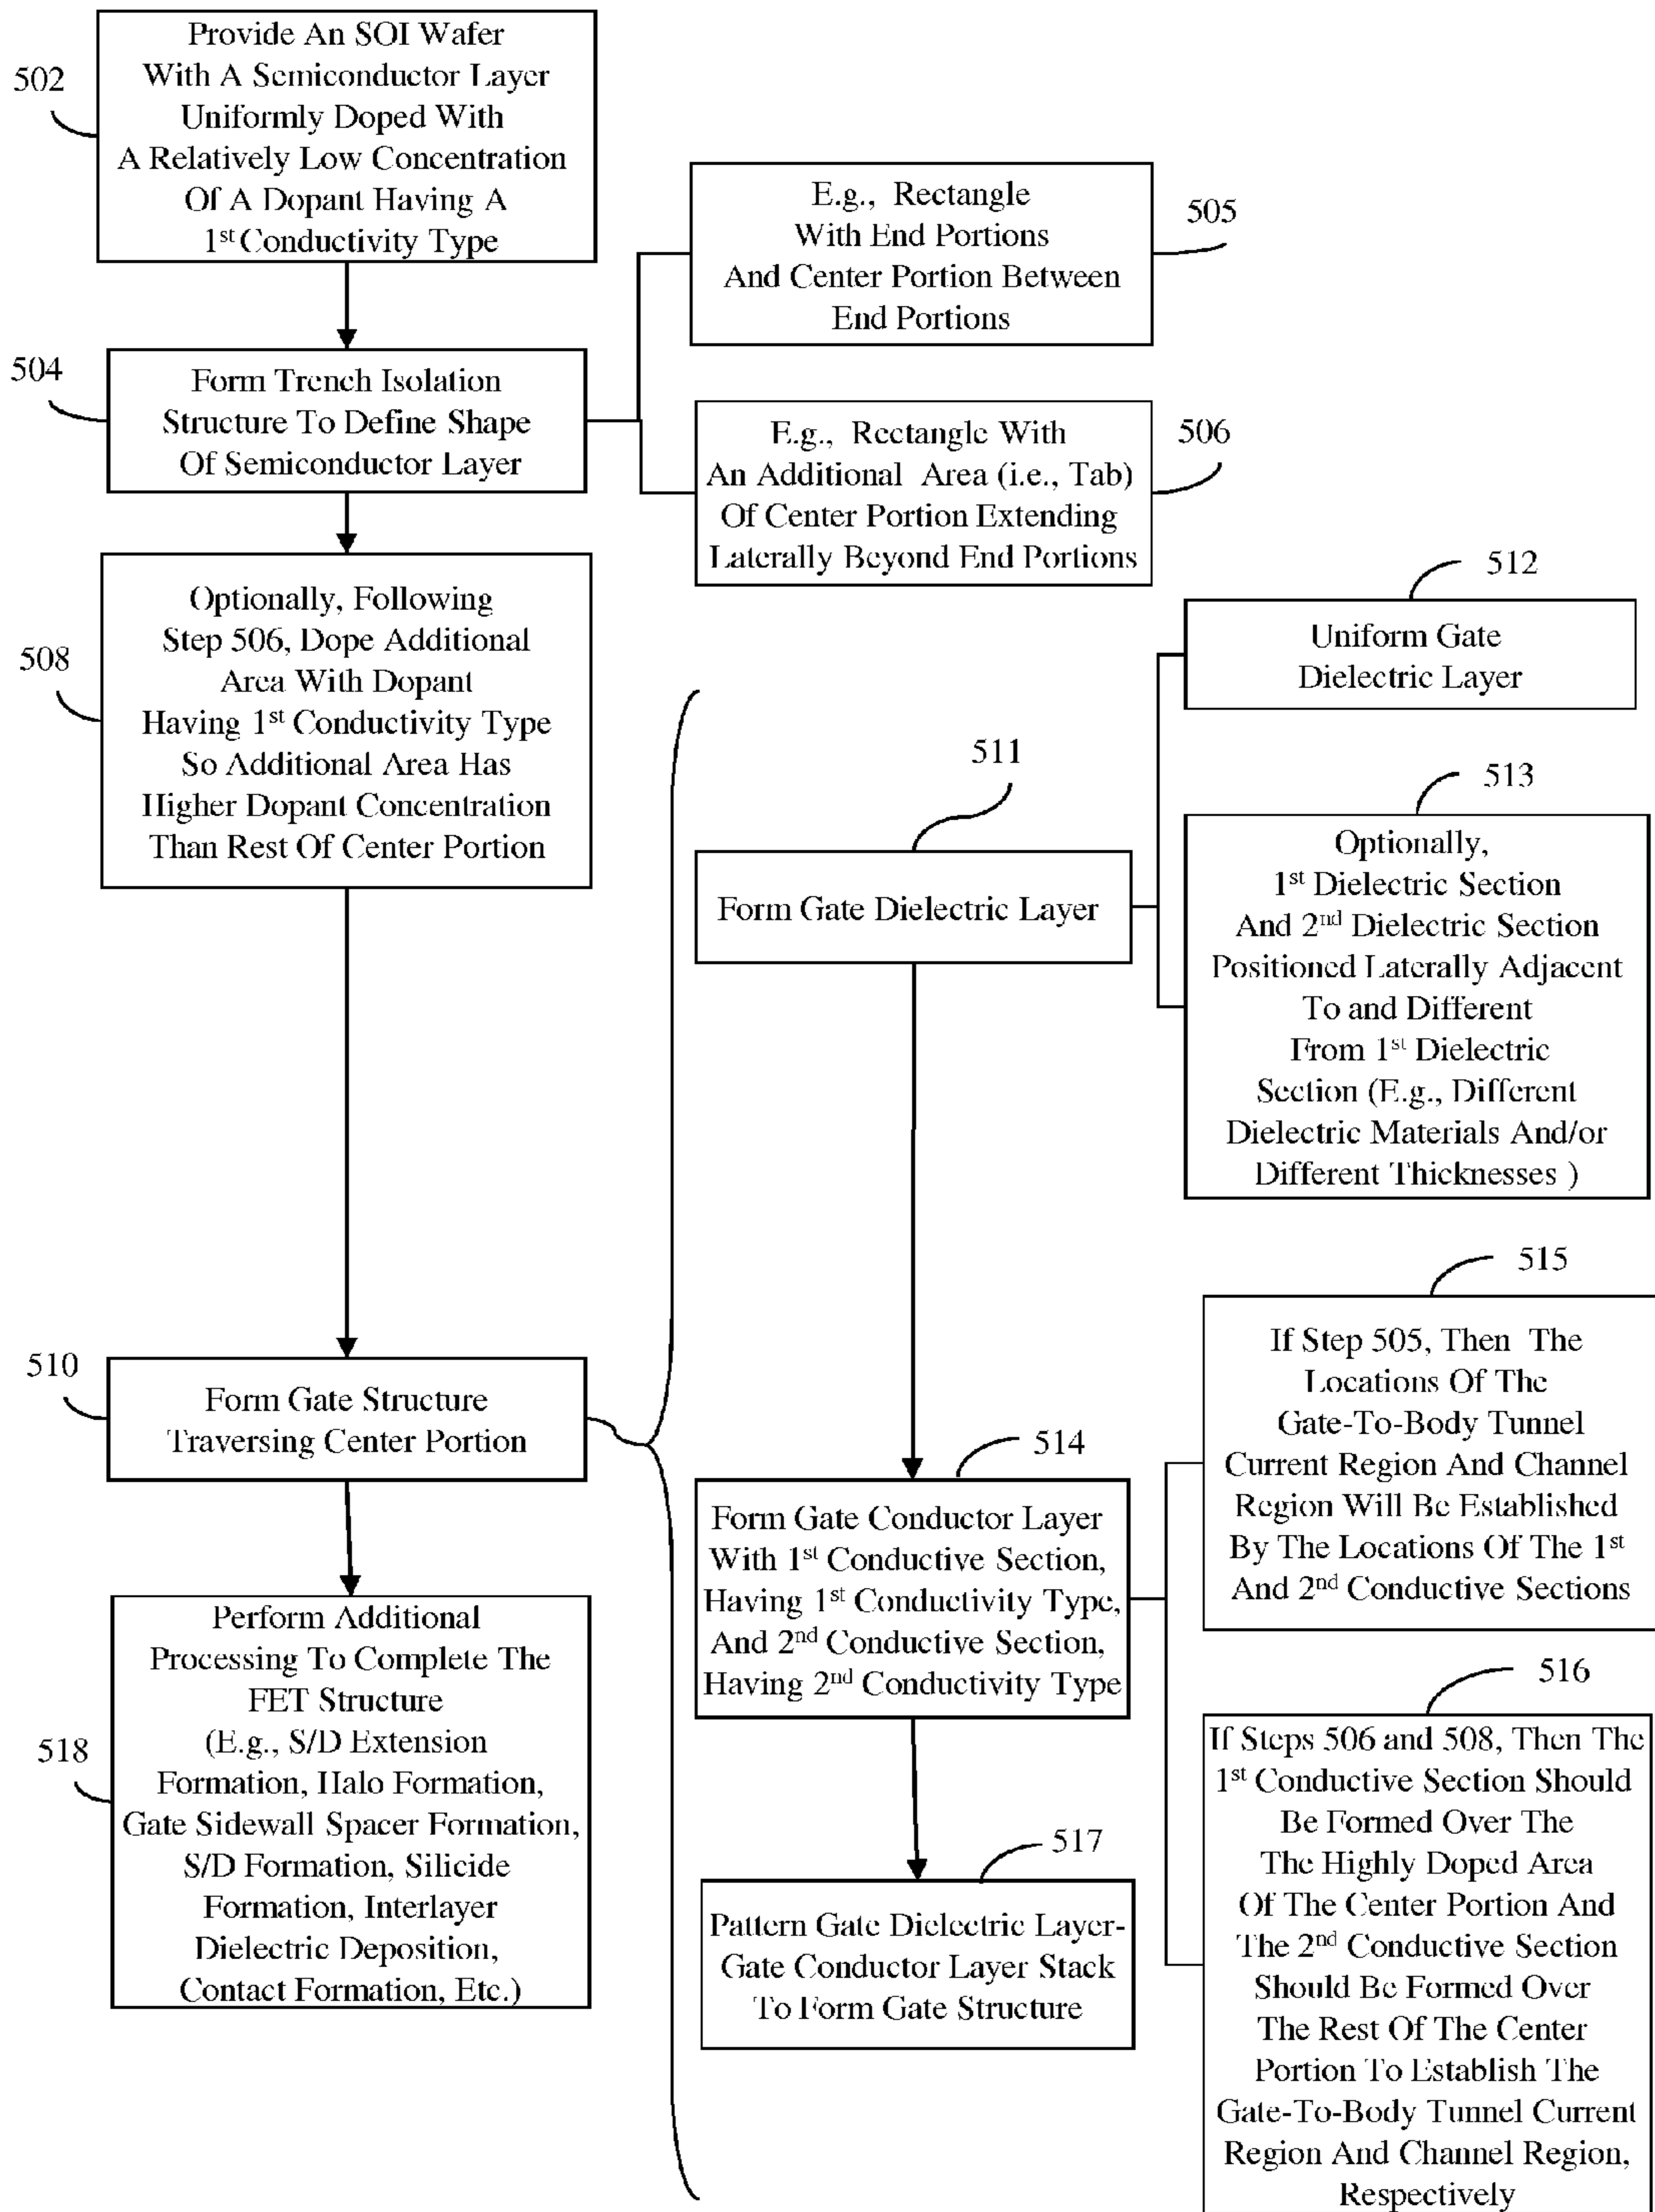 502
Provide An SOI Wafer
With A Semiconductor Layer
Uniformly Doped With
A Relatively Low Concentration
Of A Dopant Having A
1st Conductivity Type
504
Form Trench Isolation
Structure To Define Shape
Of Semiconductor Layer
505
E.g., Rectangle
With End Portions
And Center Portion Between
End Portions
506
E.g., Rectangle With
An Additional Area (i.e., Tab)
Of Center Portion Extending
Laterally Beyond End Portions
508
Optionally, Following
Step 506, Dope Additional
Area With Dopant
Having 1st Conductivity Type
So Additional Area Has
Higher Dopant Concentration
Than Rest Of Center Portion
510
Form Gate Structure
Traversing Center Portion
511
Form Gate Dielectric Layer
512
Uniform Gate
Dielectric Layer
513
Optionally,
1st Dielectric Section
And 2nd Dielectric Section
Positioned Laterally Adjacent
To and Different
From 1st Dielectric
Section (E.g., Different
Dielectric Materials And/or
Different Thicknesses )
514
Form Gate Conductor Layer
With 1st Conductive Section,
Having 1st Conductivity Type,
And 2nd Conductive Section,
Having 2nd Conductivity Type
515
If Step 505, Then The
Locations Of The
Gate-To-Body Tunnel
Current Region And Channel
Region Will Be Established
By The Locations Of The 1st
And 2nd Conductive Sections
516
If Steps 506 and 508, Then The
1st Conductive Section Should
Be Formed Over The
The Highly Doped Area
Of The Center Portion And
The 2nd Conductive Section
Should Be Formed Over
The Rest Of The Center
Portion To Establish The
Gate-To-Body Tunnel Current
Region And Channel Region,
Respectively
517
Pattern Gate Dielectric Layer-
Gate Conductor Layer Stack
To Form Gate Structure
518
Perform Additional
Processing To Complete The
FET Structure
(E.g., S/D Extension
Formation, Halo Formation,
Gate Sidewall Spacer Formation,
S/D Formation, Silicide
Formation, Interlayer
Dielectric Deposition,
Contact Formation, Etc.)